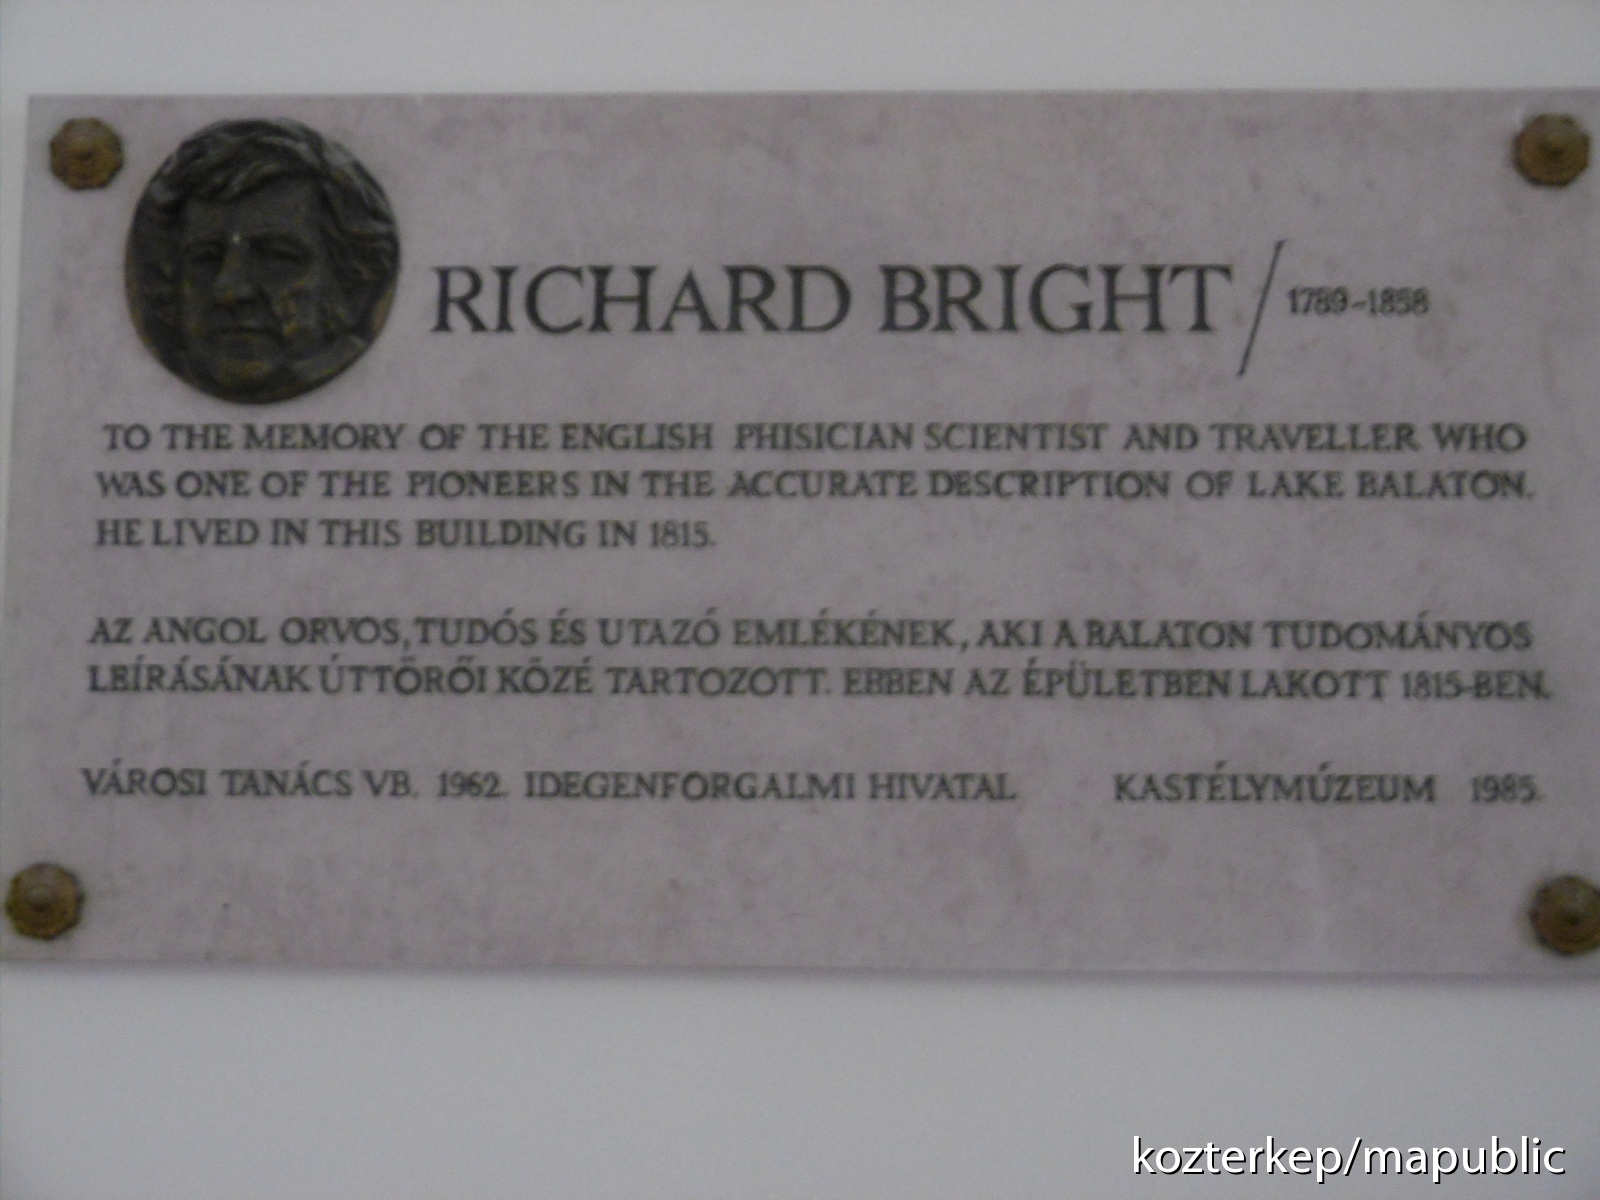 RICHARD BRIGHT / 1789-1858
TO THE MEMORY OF THE ENGLISH PHISICIAN SCIENTIST AND TRAVELLER WHO
WAS ONE OF THE PIONEERS IN THE ACCURATE DESCRIPTION OF LAKE BALATON.
HE LIVED IN THIS BUILDING IN 1815.
AZ ANGOL ORVOS, TUDÓS ÉS UTAZÓ EMLÉKÉNEK, AKI A BALATON TUDOMÁNYOS
LEÍRÁSÁNAK ÚTTÖRŐI KÖZÉ TARTOZOTT. EBBEN AZ ÉPÜLETBEN LAKOTT 1815-BEN.
VÁROSI TANÁCS VB. 1962. IDEGENFORGALMI HIVATAL KASTÉLYMÚZEUM 1985.
kozterkep/mapublic